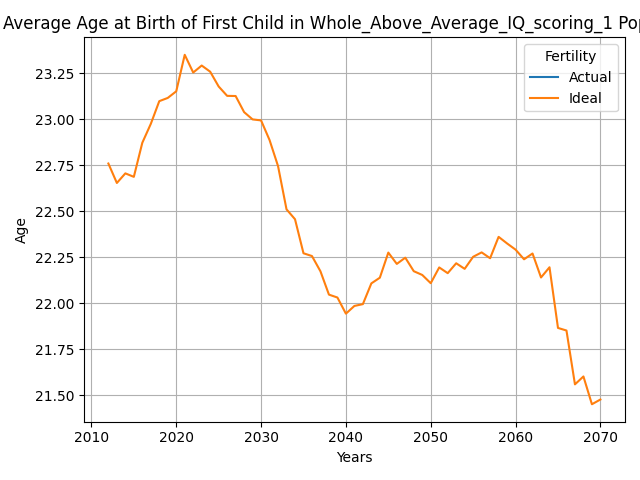 Average Age at Birth of First Child in Whole_Above_Average_IQ_scoring_1 Po
Fertility
Actual
Ideal
23.25
23.00
22.75
22.50
22.25
22.00
21.75
21.50
Age
2010 2020 2030 2040 2050 2060 2070
Years